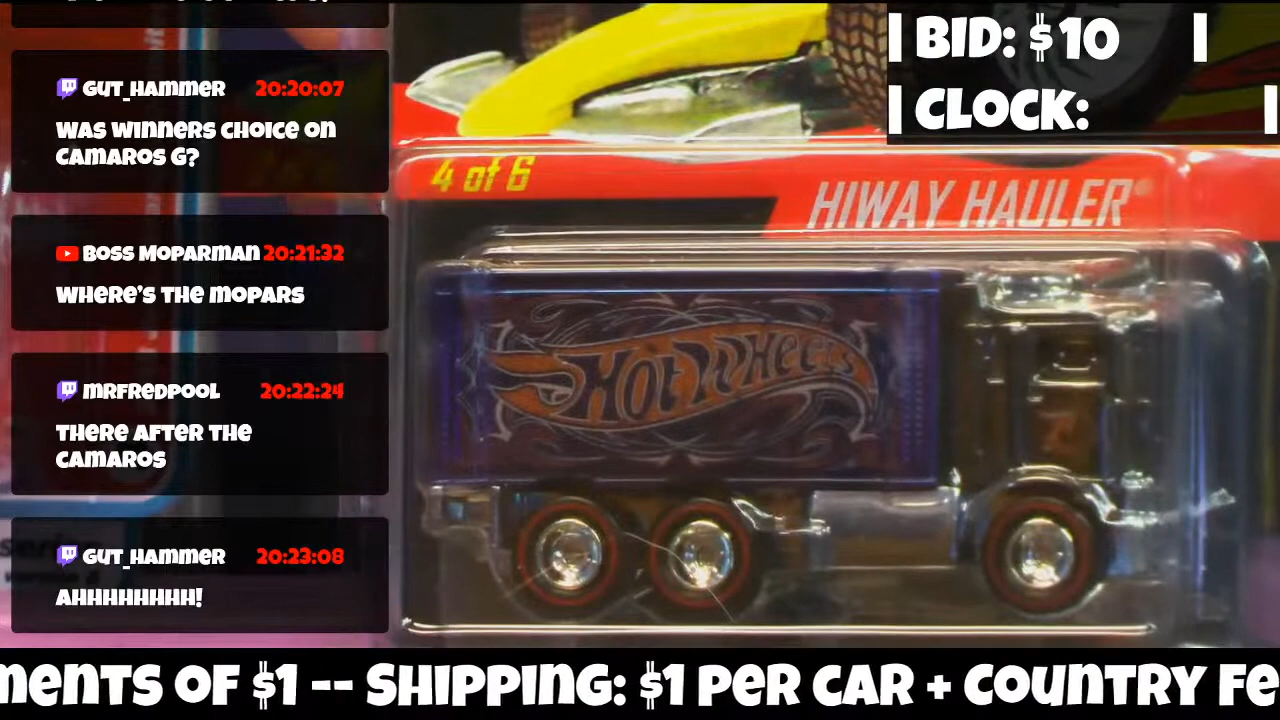 GUT_HAMMER 20:20:07
WAS WINNERS CHOICE ON
CAMAROS G?
BOSS MOPARMAN 20:21:32
WHERE'S THE MOPARS
MRFREDPOOL 20:22:24
THERE AFTER THE
CAMAROS
GUT_HAMMER 20:23:08
AHHHHHHHH!
| BID: $10 |
| CLOCK: |
4 of 6
HIWAY HAULER
HOT WHEELS
MENTS OF $1 -- SHIPPING: $1 PER CAR + COUNTRY FE